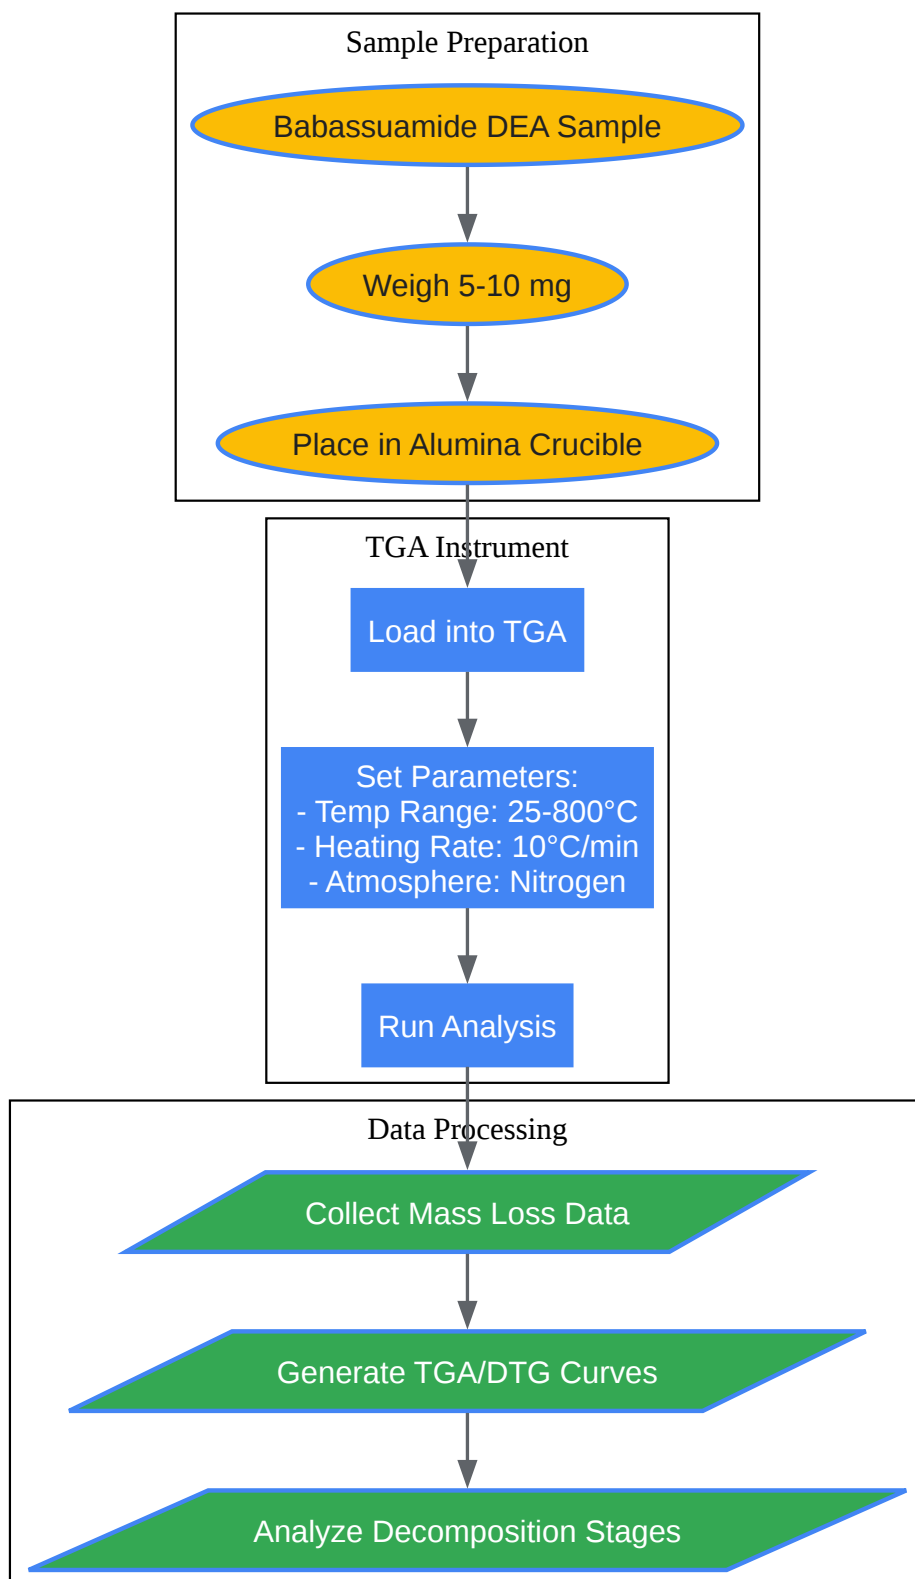 Sample Preparation
Babassuamide DEA Sample
Weigh 5-10 mg
Place in Alumina Crucible
TGA Instrument
Load into TGA
Set Parameters:
- Temp Range: 25-800°C
- Heating Rate: 10°C/min
- Atmosphere: Nitrogen
Run Analysis
Data Processing
Collect Mass Loss Data
Generate TGA/DTG Curves
Analyze Decomposition Stages